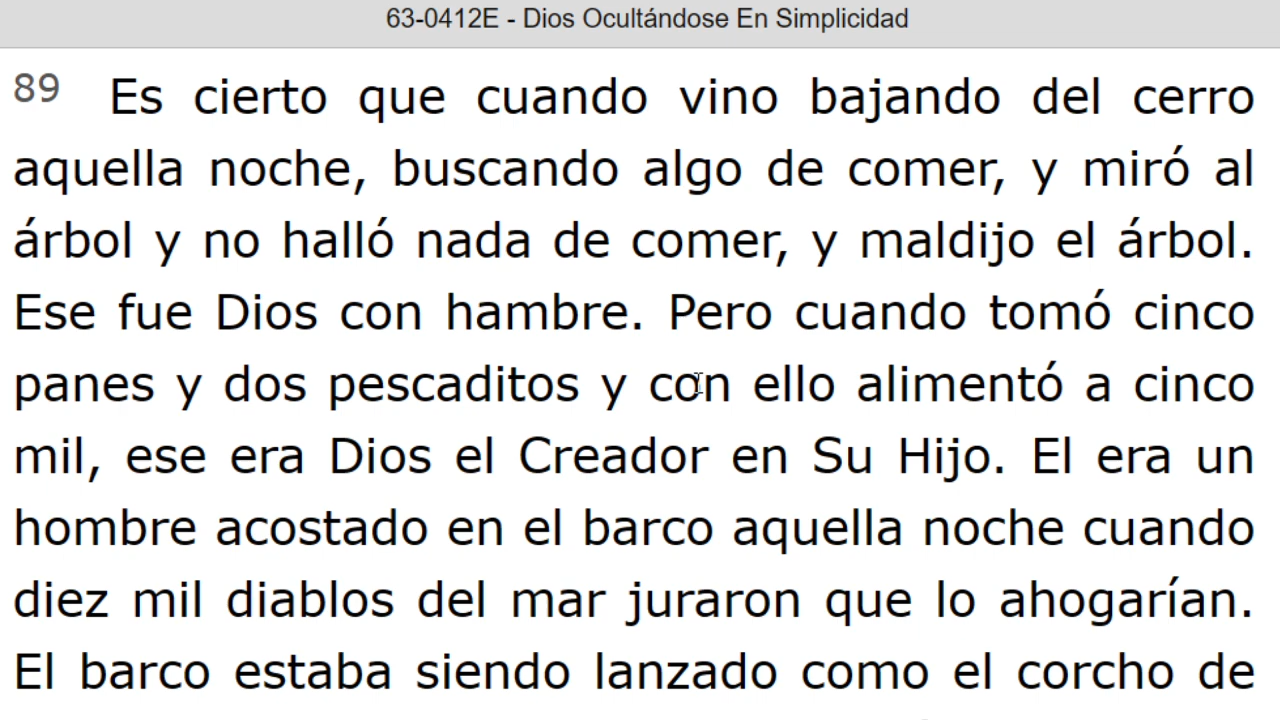 63-0412E - Dios Ocultándose En Simplicidad
89 Es cierto que cuando vino bajando del cerro
aquella noche, buscando algo de comer, y miró al
árbol y no halló nada de comer, y maldijo el árbol.
Ese fue Dios con hambre. Pero cuando tomó cinco
panes y dos pescaditos y con ello alimentó a cinco
mil, ese era Dios el Creador en Su Hijo. El era un
hombre acostado en el barco aquella noche cuando
diez mil diablos del mar juraron que lo ahogarían.
El barco estaba siendo lanzado como el corcho de